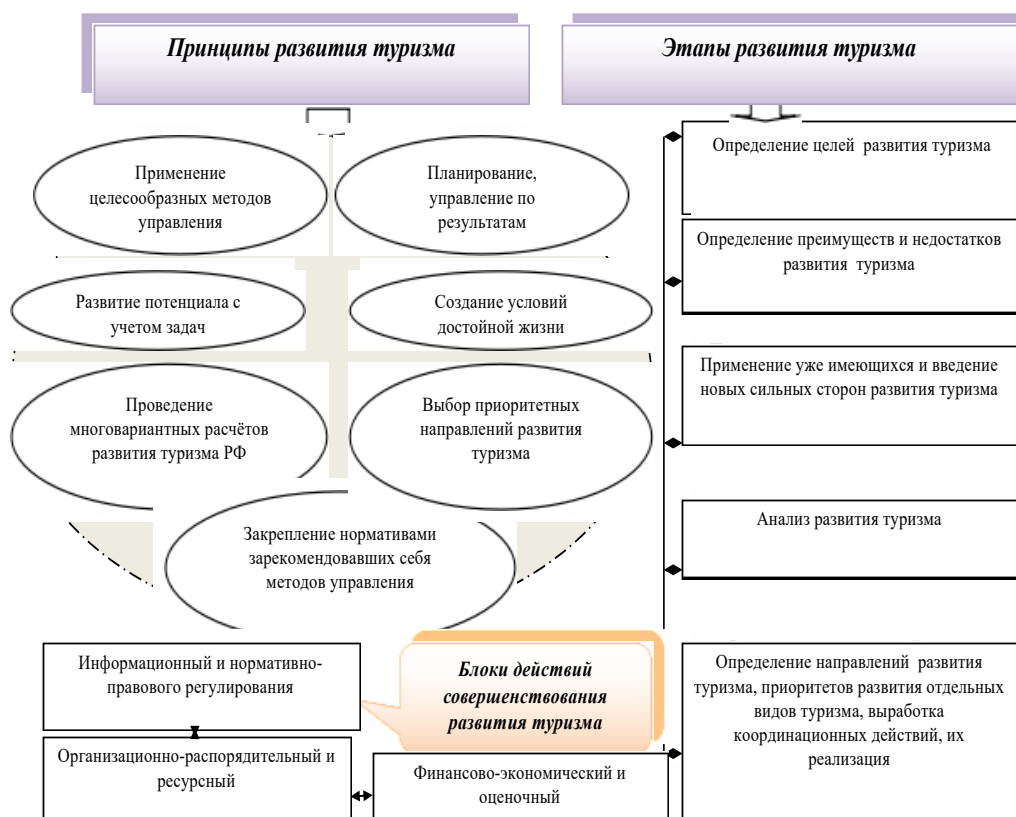 Принципы развития туризма
Этапы развития туризма
Применение
целесообразных методов
управления
Планирование,
управление по
результатам
Развитие потенциала с
учетом задач
Создание условий
достойной жизни
Проведение
многовариантных расчётов
развития туризма РФ
Выбор приоритетных
направлений развития
туризма
Закрепление нормативами
зарекомендовавших себя
методов управления
Определение целей развития туризма
Определение преимуществ и недостатков
развития туризма
Применение уже имеющихся и введение
новых сильных сторон развития туризма
Анализ развития туризма
Определение направлений развития
туризма, приоритетов развития отдельных
видов туризма, выработка
координационных действий, их
реализация
Блоки действий
совершенствования
развития туризма
Информационный и нормативно-
правового регулирования
Организационно-распорядительный и
ресурсный
Финансово-экономический и
оценочный